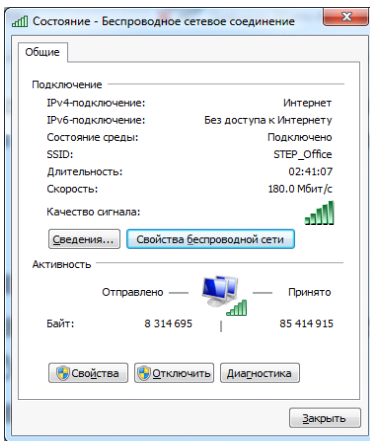 Состояние - Беспроводное сетевое соединение
Общие
Подключение
IPv4-подключение: Интернет
IPv6-подключение: Без доступа к Интернету
Состояние среды: Подключено
SSID: STEP_Office
Длительность: 02:41:07
Скорость: 180.0 Мбит/с
Качество сигнала:
Сведения... Свойства беспроводной сети
Активность
Отправлено Принято
Байт: 8 314 695 85 414 915
Свойства Отключить Диагностика
Закрыть